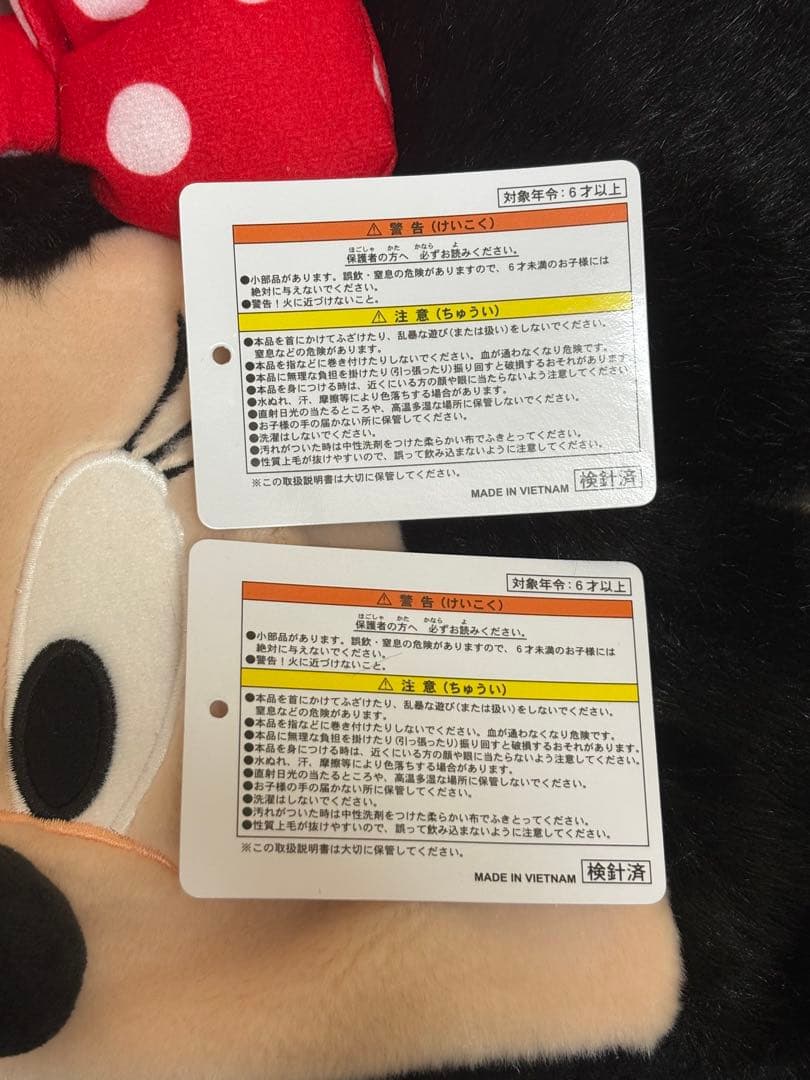 対象年令:6才以上
⚠ 警告(けいこく)
ほごしゃ かた かなら よ
保護者の方へ 必ずお読みください。
●小部品があります。誤飲・窒息の危険がありますので、6才未満のお子様には
絶対に与えないでください。
●警告!火に近づけないこと。
⚠ 注意(ちゅうい)
●本品を首にかけてふざけたり、乱暴な遊び(または扱い)をしないでください。
窒息などの危険があります。
●本品を指などに巻き付けたりしないでください。血が通わなくなり危険です。
●本品に無理な負担を掛けたり(引っ張ったり)振り回すと破損するおそれがあります。
●本品を身につける時は、近くにいる方の顔や眼に当たらないよう注意してください
●水ぬれ、汗、摩擦等により色落ちする場合があります。
●直射日光の当たるところや、高温多湿な場所に保管しないでください。
●お子様の手の届かない所に保管してください。
●洗濯はしないでください。
●汚れがついた時は中性洗剤をつけた柔らかい布でふきとってください。
●性質上毛が抜けやすいので、誤って飲み込まないように注意してください。
※この取扱説明書は大切に保管してください。
MADE IN VIETNAM 検針済
対象年令:6才以上
⚠ 警告(けいこく)
ほごしゃ かた かなら よ
保護者の方へ 必ずお読みください。
●小部品があります。誤飲・窒息の危険がありますので、6才未満のお子様には
絶対に与えないでください。
●警告!火に近づけないこと。
⚠ 注意(ちゅうい)
●本品を首にかけてふざけたり、乱暴な遊び(または扱い)をしないでください。
窒息などの危険があります。
●本品を指などに巻き付けたりしないでください。血が通わなくなり危険です。
●本品に無理な負担を掛けたり(引っ張ったり)振り回すと破損するおそれがあります。
●本品を身につける時は、近くにいる方の顔や眼に当たらないよう注意してください。
●水ぬれ、汗、摩擦等により色落ちする場合があります。
●直射日光の当たるところや、高温多湿な場所に保管しないでください。
●お子様の手の届かない所に保管してください。
●洗濯はしないでください。
●汚れがついた時は中性洗剤をつけた柔らかい布でふきとってください。
●性質上毛が抜けやすいので、誤って飲み込まないように注意してください。
※この取扱説明書は大切に保管してください。
MADE IN VIETNAM 検針済